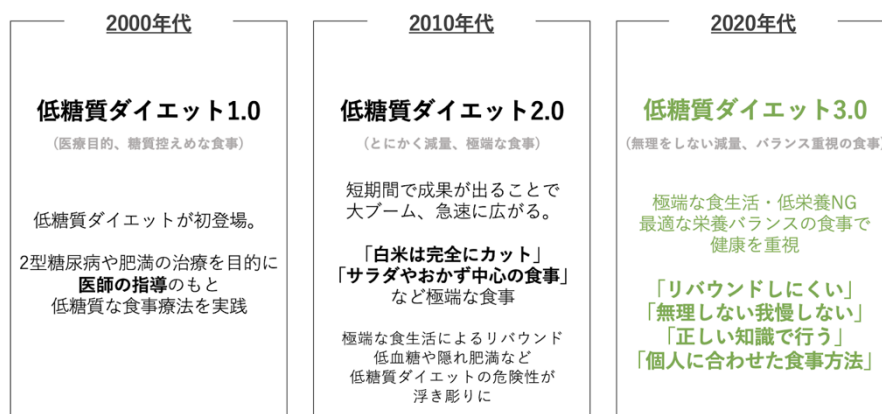 2000年代
低糖質ダイエット1.0
(医療目的、糖質控えめな食事)
低糖質ダイエットが初登場。
2型糖尿病や肥満の治療を目的に
医師の指導のもと
低糖質な食事療法を実践
2010年代
低糖質ダイエット2.0
(とにかく減量、極端な食事)
短期間で成果が出ることで
大ブーム、急速に広がる。
「白米は完全にカット」
「サラダやおかず中心の食事」
など極端な食事
極端な食生活によるリバウンド
低血糖や隠れ肥満など
低糖質ダイエットの危険性が
浮き彫りに
2020年代
低糖質ダイエット3.0
(無理をしない減量、バランス重視の食事)
極端な食生活・低栄養NG
最適な栄養バランスの食事で
健康を重視
「リバウンドしにくい」
「無理しない我慢しない」
「正しい知識で行う」
「個人に合わせた食事方法」